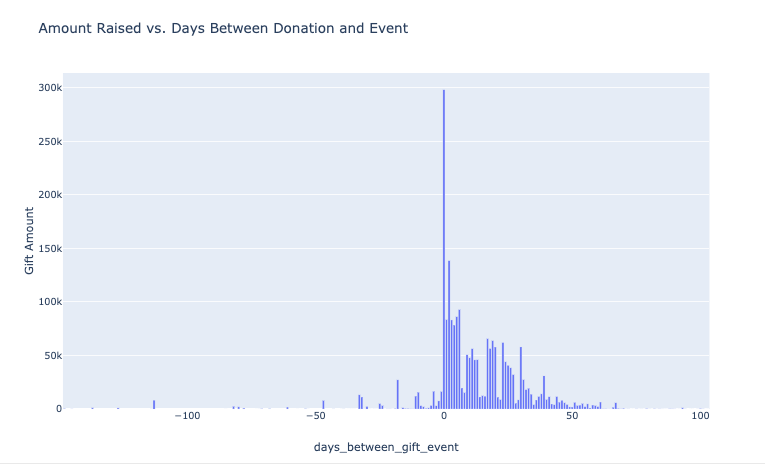 Amount Raised vs. Days Between Donation and Event
300k
250k
200k
150k
100k
50k
0
Gift Amount
−100
−50
0
50
100
days_between_gift_event